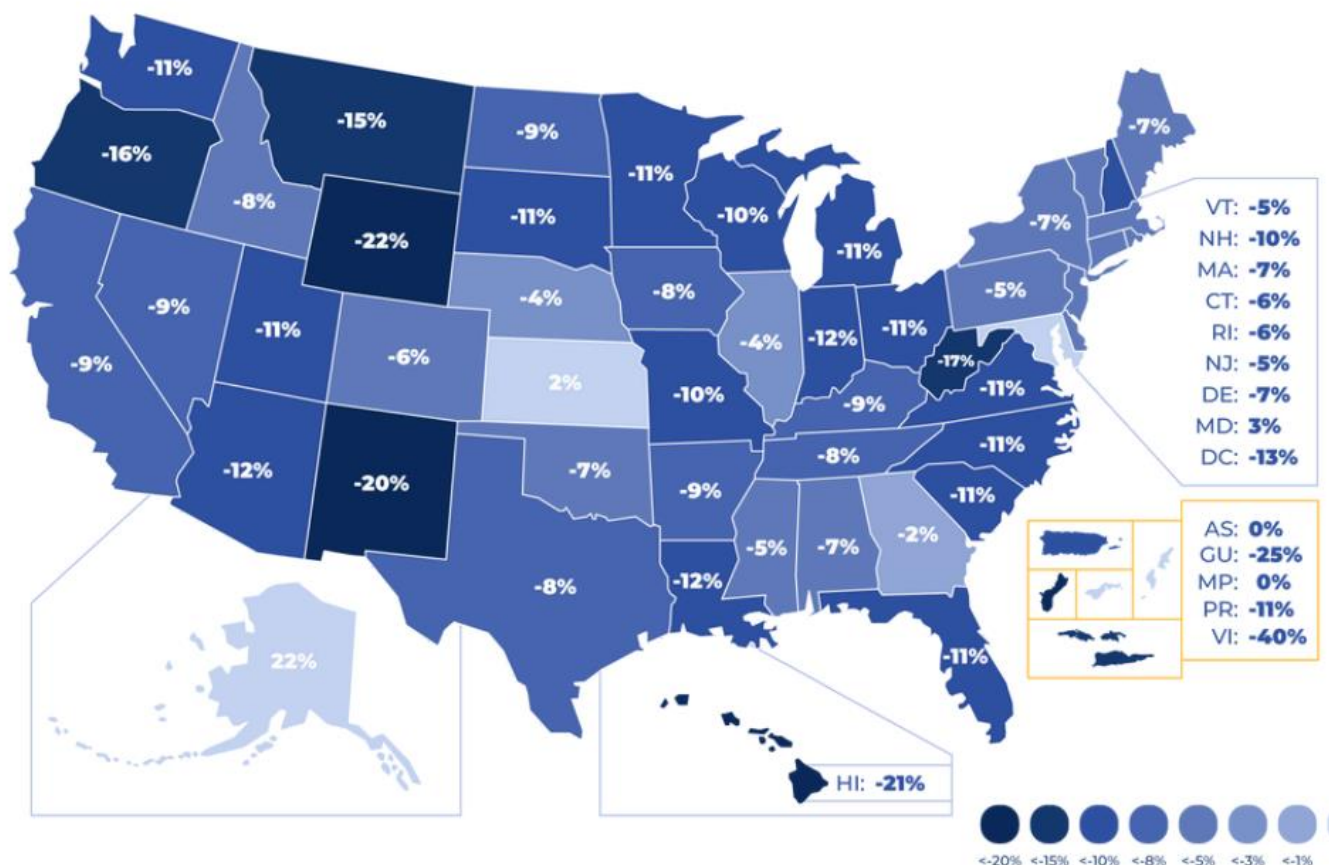 -11%
-15%
-9%
-7%
-16%
-11%
-8%
-11%
-10%
-11%
-7%
-22%
-4%
-8%
-5%
-9%
-11%
-6%
-4%
-12%
-11%
-17%
-9%
2%
-10%
-9%
-11%
-12%
-20%
-7%
-9%
-8%
-11%
-11%
-8%
-12%
-5%
-7%
-2%
-11%
22%
VT: -5%
NH: -10%
MA: -7%
CT: -6%
RI: -6%
NJ: -5%
DE: -7%
MD: 3%
DC: -13%
AS: 0%
GU: -25%
MP: 0%
PR: -11%
VI: -40%
HI: -21%
<-20% <-15% <-10% <-8% <-5% <-3% <-1%